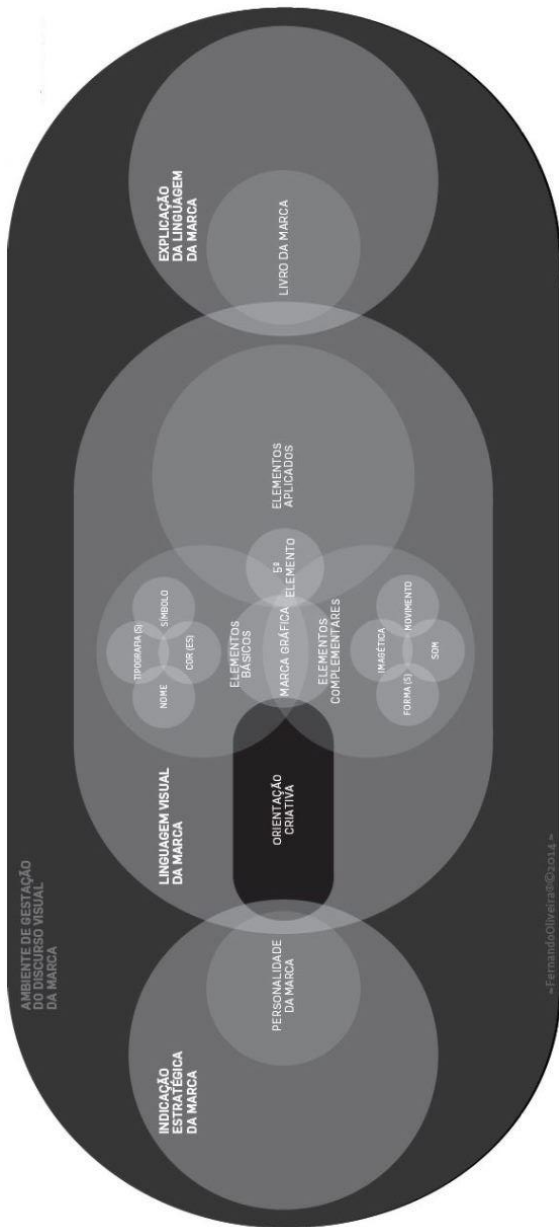 AMBIENTE DE GESTAÇÃO
DO DISCURSO VISUAL
DA MARCA
INDICAÇÃO
ESTRATÉGICA
DA MARCA
PERSONALIDADE
DA MARCA
LINGUAGEM VISUAL
DA MARCA
ORIENTAÇÃO
CRIATIVA
NOME
TIPOGRAFIA (S)
COR (ES)
SÍMBOLO
ELEMENTOS
BÁSICOS
MARCA GRÁFICA
5º
ELEMENTO
ELEMENTOS
COMPLEMENTARES
FORMA (S)
IMAGÉTICA
SOM
MOVIMENTO
ELEMENTOS
APLICADOS
EXPLICAÇÃO
DA LINGUAGEM
DA MARCA
LIVRO DA MARCA
»FernandoOliveira®©2014»